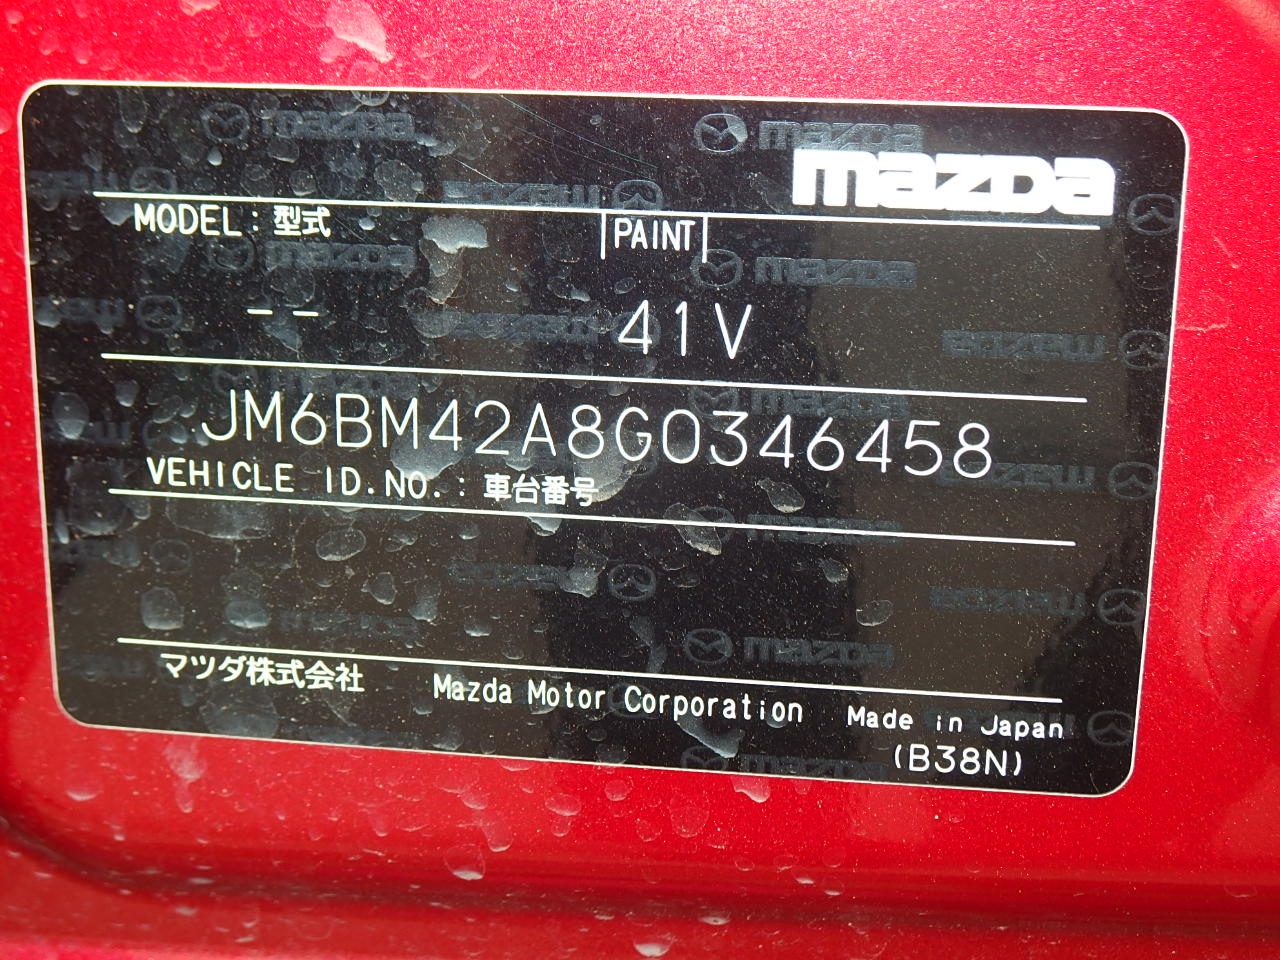 mazda
MODEL：型式
PAINT
-- 41V
JM6BM42A8G0346458
VEHICLE ID.NO.：車台番号
マツダ株式会社 Mazda Motor Corporation Made in Japan
(B38N)